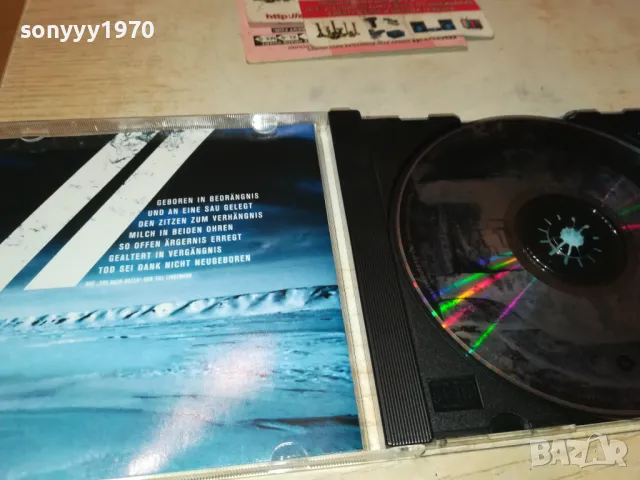 sonyyy1970
GEBOREN IN BEDRÄNGNIS
UND AN EINE SAU GELEGT
DEN ZITZEN ZUM VERHÄNGNIS
MILCH IN BEIDEN OHREN
SO OFFEN ÄRGERNIS ERREGT
GEALTERT IN VERGÄNGNIS
TOD SEI DANK NICHT NEUGEBOREN
BAZAR